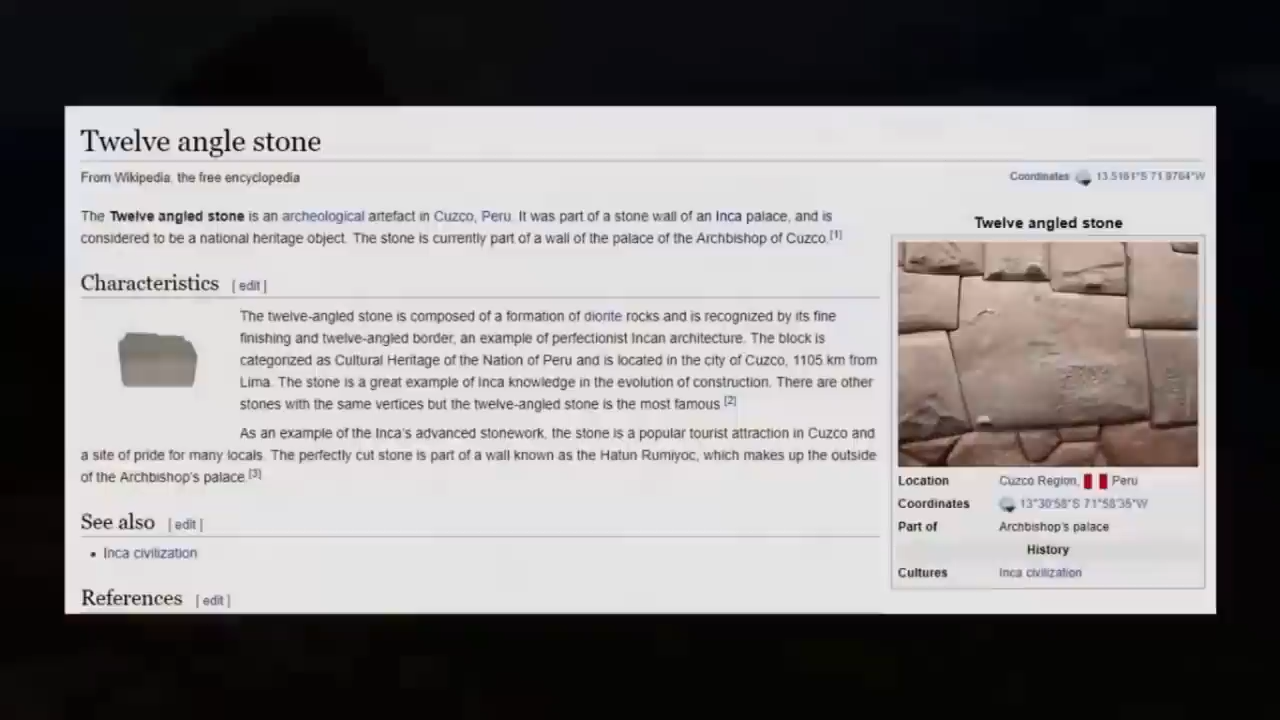 Twelve angle stone
From Wikipedia, the free encyclopedia
Coordinates 13.5161°S 71.9764°W
The Twelve angled stone is an archeological artefact in Cuzco, Peru. It was part of a stone wall of an Inca palace, and is
considered to be a national heritage object. The stone is currently part of a wall of the palace of the Archbishop of Cuzco.[1]
Characteristics [ edit ]
The twelve-angled stone is composed of a formation of diorite rocks and is recognized by its fine
finishing and twelve-angled border, an example of perfectionist Incan architecture. The block is
categorized as Cultural Heritage of the Nation of Peru and is located in the city of Cuzco, 1105 km from
Lima. The stone is a great example of Inca knowledge in the evolution of construction. There are other
stones with the same vertices but the twelve-angled stone is the most famous.[2]
As an example of the Inca's advanced stonework, the stone is a popular tourist attraction in Cuzco and
a site of pride for many locals. The perfectly cut stone is part of a wall known as the Hatun Rumiyoc, which makes up the outside
of the Archbishop's palace.[3]
See also [ edit ]
• Inca civilization
References [ edit ]
Twelve angled stone
Location Cuzco Region, Peru
Coordinates 13°30′58″S 71°58′35″W
Part of Archbishop's palace
History
Cultures Inca civilization